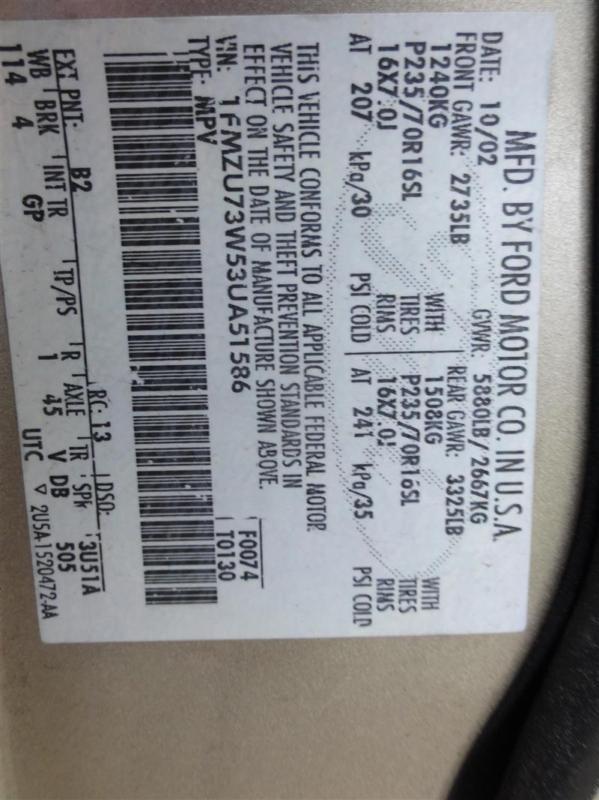 MFD. BY FORD MOTOR CO. IN U.S.A.
DATE: 10/02 GVWR: 5880LB/ 2667KG
FRONT GAWR: 2735LB REAR GAWR: 3325LB
1240KG WITH 1508KG WITH
P235/70R16SL TIRES P235/70R16SL TIRES
16X7.0J RIMS 16X7.0J RIMS
AT 207 kPa/30 PSI COLD AT 241 kPa/35 PSI COLD
THIS VEHICLE CONFORMS TO ALL APPLICABLE FEDERAL MOTOR
VEHICLE SAFETY AND THEFT PREVENTION STANDARDS IN
EFFECT ON THE DATE OF MANUFACTURE SHOWN ABOVE.
VIN: 1FMZU73W53UA51586 F0074
TYPE: MPV T0130
EXT PNT: B2 RC: 13 DSO:
WB BRK INT TR TP/PS R AXLE TR SPR 3U51A
114 4 GP 1 45 V DB 505
UTC ▽ 2U5A-1520472-AA